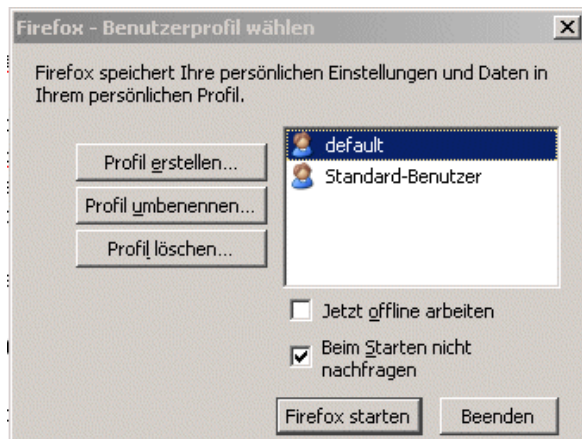 Firefox - Benutzerprofil wählen
Firefox speichert Ihre persönlichen Einstellungen und Daten in
Ihrem persönlichen Profil.
Profil erstellen...
Profil umbenennen...
Profil löschen...
default
Standard-Benutzer
Jetzt offline arbeiten
Beim Starten nicht
nachfragen
Firefox starten
Beenden